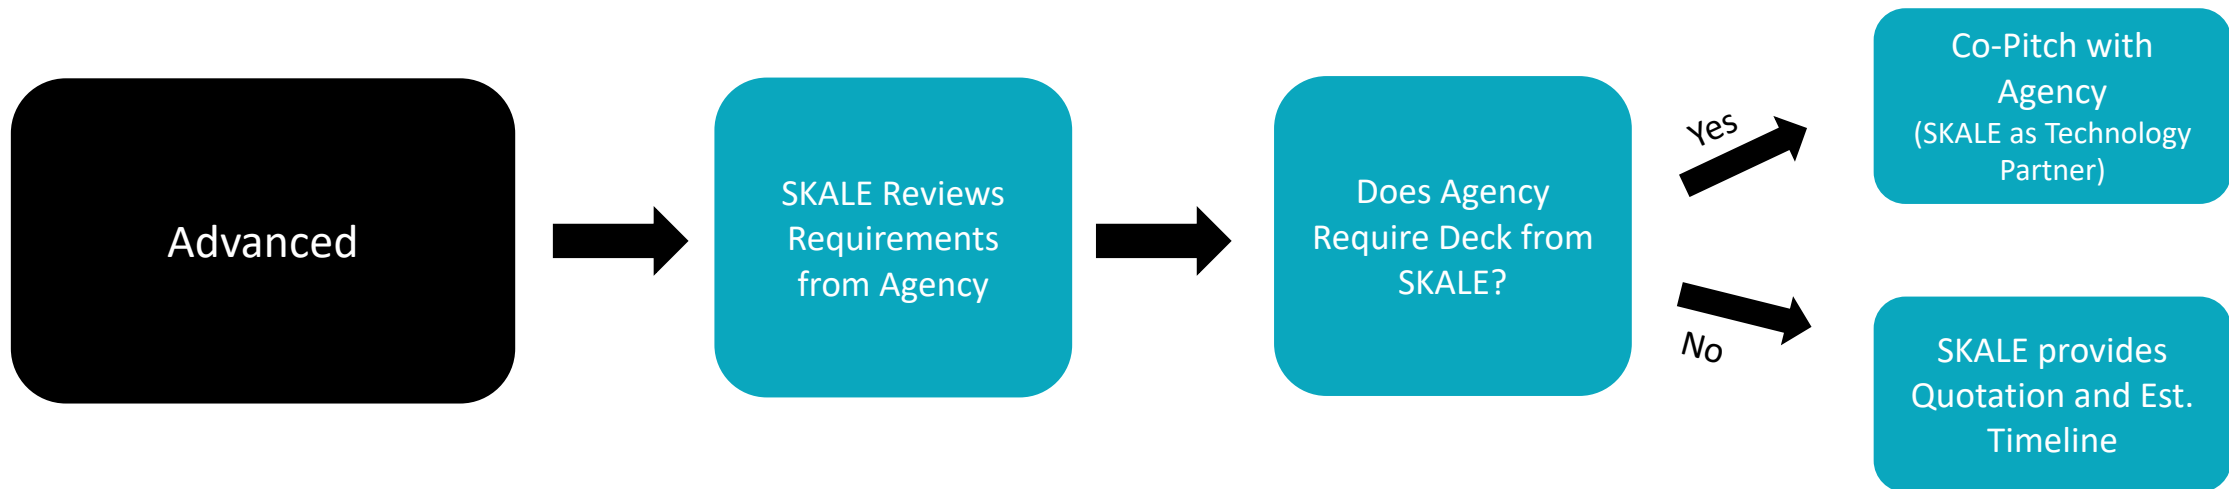 Advanced
SKALE Reviews
Requirements
from Agency
Does Agency
Require Deck from
SKALE?
Yes
No
Co-Pitch with
Agency
(SKALE as Technology
Partner)
SKALE provides
Quotation and Est.
Timeline